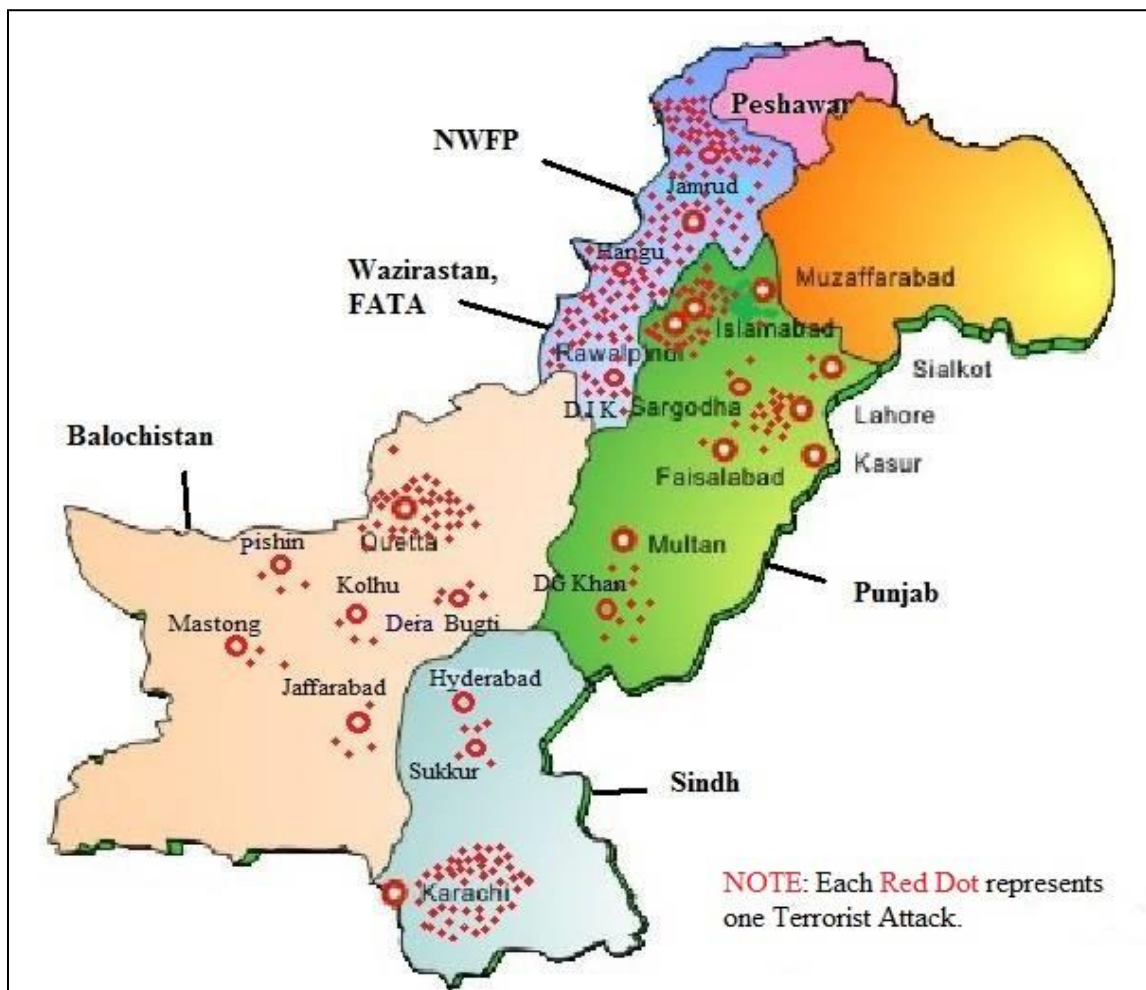 Peshawar
NWFP
Jamrud
Hangu
Wazirastan,
FATA
Muzaffarabad
Islamabad
Rawalpindi
Sialkot
D I K
Sargodha
Lahore
Balochistan
Faisalabad
Kasur
Quetta
pishin
Multan
Kolhu
DG Khan
Punjab
Mastong
Dera Bugti
Jaffarabad
Hyderabad
Sukkur
Sindh
Karachi
NOTE: Each Red Dot represents
one Terrorist Attack.